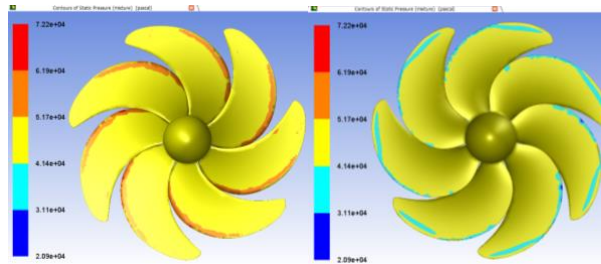 Contours of Static Pressure (mixture) (pascal)
7.22e+04
6.19e+04
5.17e+04
4.14e+04
3.11e+04
2.09e+04
Contours of Static Pressure (mixture) (pascal)
7.22e+04
6.19e+04
5.17e+04
4.14e+04
3.11e+04
2.09e+04